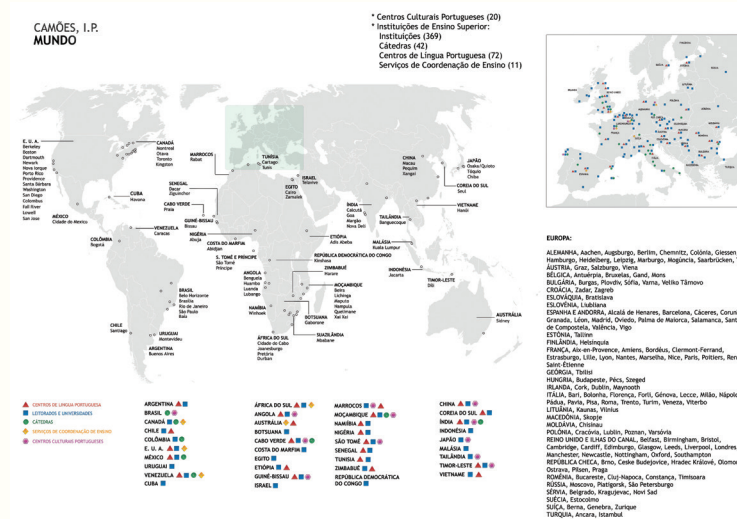 CAMÕES, I.P.
MUNDO
* Centros Culturais Portugueses (20)
* Instituições de Ensino Superior:
Instituições (369)
Cátedras (42)
Centros de Língua Portuguesa (72)
Serviços de Coordenação de Ensino (11)
E. U. A.
Berkeley
Boston
Dartmouth
Newark
Nova Iorque
Porto Rico
Providence
Santa Bárbara
Washington
San Diego
Columbus
Fall River
Lowell
San Jose
CANADÁ
Montreal
Otava
Toronto
Kingston
MÉXICO
Cidade do México
CUBA
Havana
VENEZUELA
Caracas
COLÔMBIA
Bogotá
BRASIL
Belo Horizonte
Brasília
Rio de Janeiro
São Paulo
Baía
CHILE
Santiago
URUGUAI
Montevideu
ARGENTINA
Buenos Aires
MARROCOS
Rabat
TUNÍSIA
Cartago
Tunis
SENEGAL
Dacar
Ziguinchor
CABO VERDE
Praia
GUINÉ-BISSAU
Bissau
NIGÉRIA
Abuja
COSTA DO MARFIM
Abidjan
S. TOMÉ E PRÍNCIPE
São Tomé
Príncipe
ISRAEL
Telavive
EGITO
Cairo
Zamalek
ETIÓPIA
Adis Abeba
REPÚBLICA DEMOCRÁTICA DO CONGO
Kinshasa
ANGOLA
Benguela
Huambo
Luanda
Lubango
ZIMBABUÉ
Harare
MOÇAMBIQUE
Beira
Lichinga
Maputo
Nampula
Quelimane
Xai Xai
NAMÍBIA
Winhoek
BOTSUANA
Gaborone
SUAZILÂNDIA
Mbabane
ÁFRICA DO SUL
Cidade do Cabo
Joanesburgo
Pretória
Durban
CHINA
Macau
Pequim
Xangai
JAPÃO
Osaka/Quioto
Tóquio
Chiba
COREIA DO SUL
Seul
VIETNAME
Hanói
ÍNDIA
Calcutá
Goa
Margão
Nova Deli
TAILÂNDIA
Banguecoque
MALÁSIA
Kuala Lumpur
INDONÉSIA
Jacarta
TIMOR-LESTE
Díli
AUSTRÁLIA
Sidney
CENTROS DE LINGUA PORTUGUESA
LEITORADOS E UNIVERSIDADES
CÁTEDRAS
SERVIÇOS DE COORDENAÇÃO DE ENSINO
CENTROS CULTURAIS PORTUGUESES
ARGENTINA
BRASIL
CANADÁ
CHILE
COLÔMBIA
E. U. A.
MÉXICO
URUGUAI
VENEZUELA
CUBA
ÁFRICA DO SUL
ANGOLA
AUSTRÁLIA
BOTSUANA
CABO VERDE
COSTA DO MARFIM
EGITO
ETIÓPIA
GUINÉ-BISSAU
ISRAEL
MARROCOS
MOÇAMBIQUE
NAMÍBIA
NIGÉRIA
SÃO TOMÉ
SENEGAL
TUNISIA
ZIMBABUÉ
REPÚBLICA DEMOCRÁTICA
DO CONGO
CHINA
COREIA DO SUL
ÍNDIA
INDONÉSIA
JAPÃO
MALÁSIA
TAILÂNDIA
TIMOR-LESTE
VIETNAME
EUROPA:
ALEMANHA, Aachen, Augsburgo, Berlim, Chemnitz, Colónia, Giessen
Hamburgo, Heidelberg, Leipzig, Marburgo, Mogúncia, Saarbrücken,
ÁUSTRIA, Graz, Salzburgo, Viena
BÉLGICA, Antuérpia, Bruxelas, Gand, Mons
BULGÁRIA, Burgas, Plovdiv, Sófia, Varna, Veliko Tãrnovo
CROÁCIA, Zadar, Zagreb
ESLOVÁQUIA, Bratislava
ESLOVÉNIA, Liubliana
ESPANHA E ANDORRA, Alcalá de Henares, Barcelona, Cáceres, Corun
Granada, Léon, Madrid, Oviedo, Palma de Maiorca, Salamanca, Sant
de Compostela, Valência, Vigo
ESTÓNIA, Tallinn
FINLÂNDIA, Helsínquia
FRANÇA, Aix-en-Provence, Amiens, Bordéus, Clermont-Ferrand,
Estrasburgo, Lille, Lyon, Nantes, Marselha, Nice, Paris, Poitiers, Ren
Saint-Étienne
GEÓRGIA, Tbilisi
HUNGRIA, Budapeste, Pécs, Szeged
IRLANDA, Cork, Dublin, Maynooth
ITÁLIA, Bari, Bolonha, Florença, Forlì, Génova, Lecce, Milão, Nápole
Pádua, Pavia, Pisa, Roma, Trento, Turim, Veneza, Viterbo
LITUÂNIA, Kaunas, Vilnius
MACEDÓNIA, Skopje
MOLDÁVIA, Chisinau
POLÓNIA, Cracóvia, Lublin, Poznan, Varsóvia
REINO UNIDO E ILHAS DO CANAL, Belfast, Birmingham, Bristol,
Cambridge, Cardiff, Edimburgo, Glasgow, Leeds, Liverpool, Londres
Manchester, Newcastle, Nottingham, Oxford, Southampton
REPÚBLICA CHECA, Brno, Ceske Budejovice, Hradec Králové, Olomo
Ostrava, Pilsen, Praga
ROMÉNIA, Bucareste, Cluj-Napoca, Constança, Timisoara
RÚSSIA, Moscovo, Piatigorsk, São Petersburgo
SÉRVIA, Belgrado, Kragujevac, Novi Sad
SUÉCIA, Estocolmo
SUÍÇA, Berna, Genebra, Zurique
TURQUIA, Ancara, Istambul